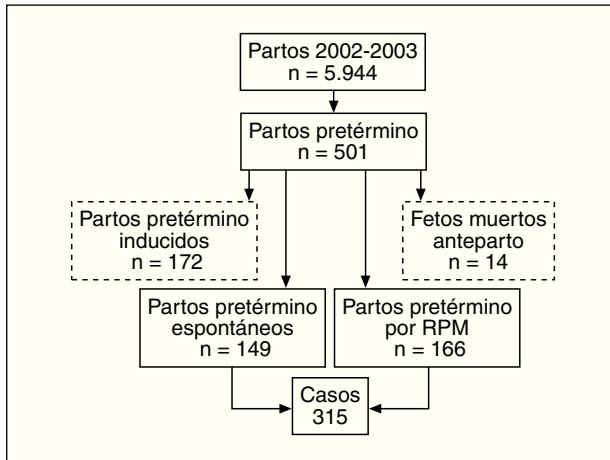 Partos 2002-2003
n = 5.944
Partos pretérmino
n = 501
Partos pretérmino
inducidos
n = 172
Fetos muertos
anteparto
n = 14
Partos pretérmino
espontáneos
n = 149
Partos pretérmino
por RPM
n = 166
Casos
315